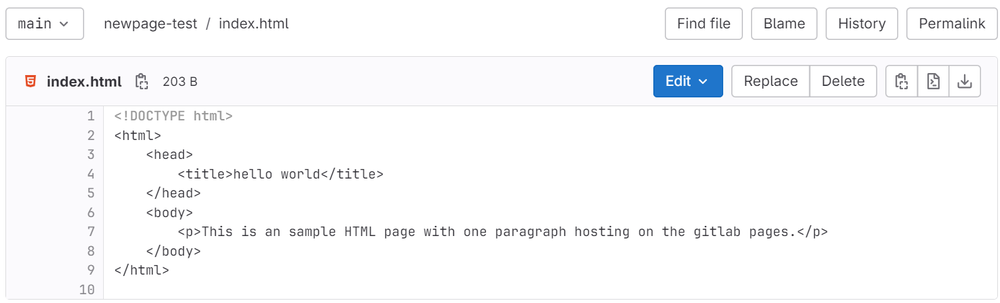 main newpage-test / index.html Find file Blame History Permalink
index.html 203 B Edit Replace Delete
1 <!DOCTYPE html>
2 <html>
3     <head>
4         <title>hello world</title>
5     </head>
6     <body>
7         <p>This is an sample HTML page with one paragraph hosting on the gitlab pages.</p>
8     </body>
9 </html>
10